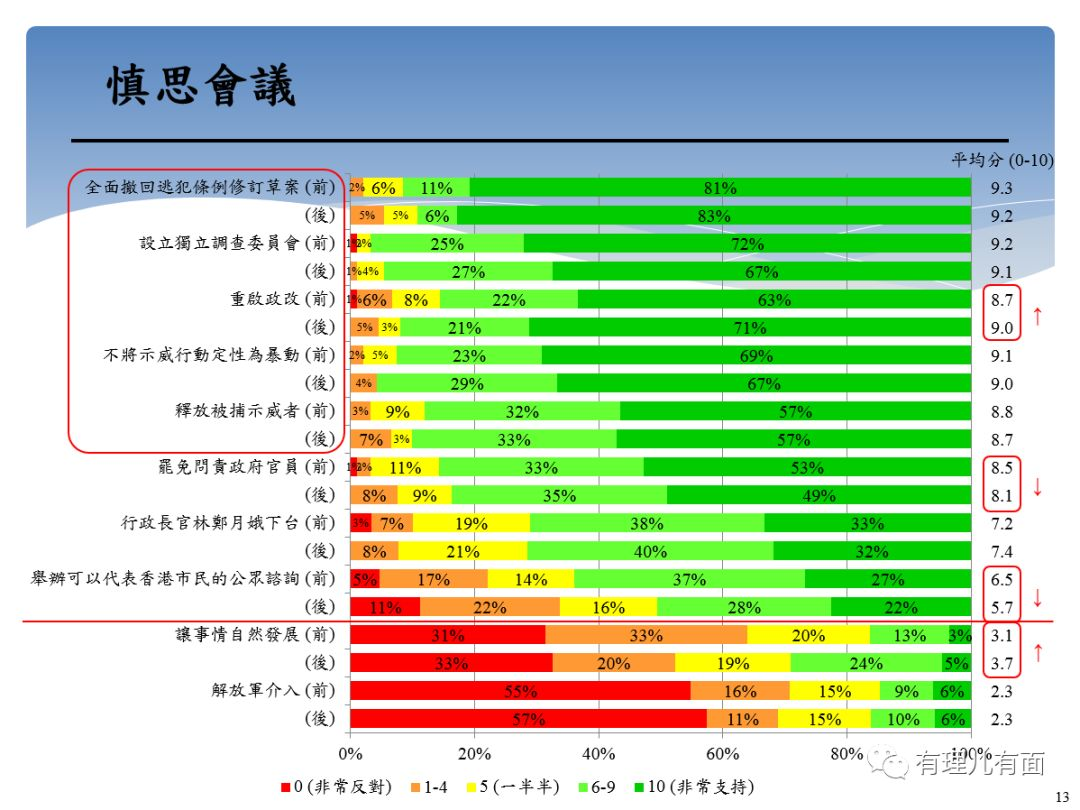 慎思會議
平均分 (0-10)
全面撤回逃犯條例修訂草案 (前) 2% 6% 11% 81% 9.3
(後) 5% 5% 6% 83% 9.2
設立獨立調查委員會 (前) 1% 2% 25% 72% 9.2
(後) 1% 4% 27% 67% 9.1
重啟政改 (前) 1% 6% 8% 22% 63% 8.7
(後) 5% 3% 21% 71% 9.0
↑
不將示威行動定性為暴動 (前) 2% 5% 23% 69% 9.1
(後) 4% 29% 67% 9.0
釋放被捕示威者 (前) 3% 9% 32% 57% 8.8
(後) 7% 3% 33% 57% 8.7
罷免問責政府官員 (前) 1% 2% 11% 33% 53% 8.5
(後) 8% 9% 35% 49% 8.1
↓
行政長官林鄭月娥下台 (前) 3% 7% 19% 38% 33% 7.2
(後) 8% 21% 40% 32% 7.4
舉辦可以代表香港市民的公眾諮詢 (前) 5% 17% 14% 37% 27% 6.5
(後) 11% 22% 16% 28% 22% 5.7
↓
讓事情自然發展 (前) 31% 33% 20% 13% 3% 3.1
(後) 33% 20% 19% 24% 5% 3.7
↑
解放軍介入 (前) 55% 16% 15% 9% 6% 2.3
(後) 57% 11% 15% 10% 6% 2.3
0% 20% 40% 60% 80% 100%
有理儿有面
0 (非常反對) 1-4 5 (一半半) 6-9 10 (非常支持)
13